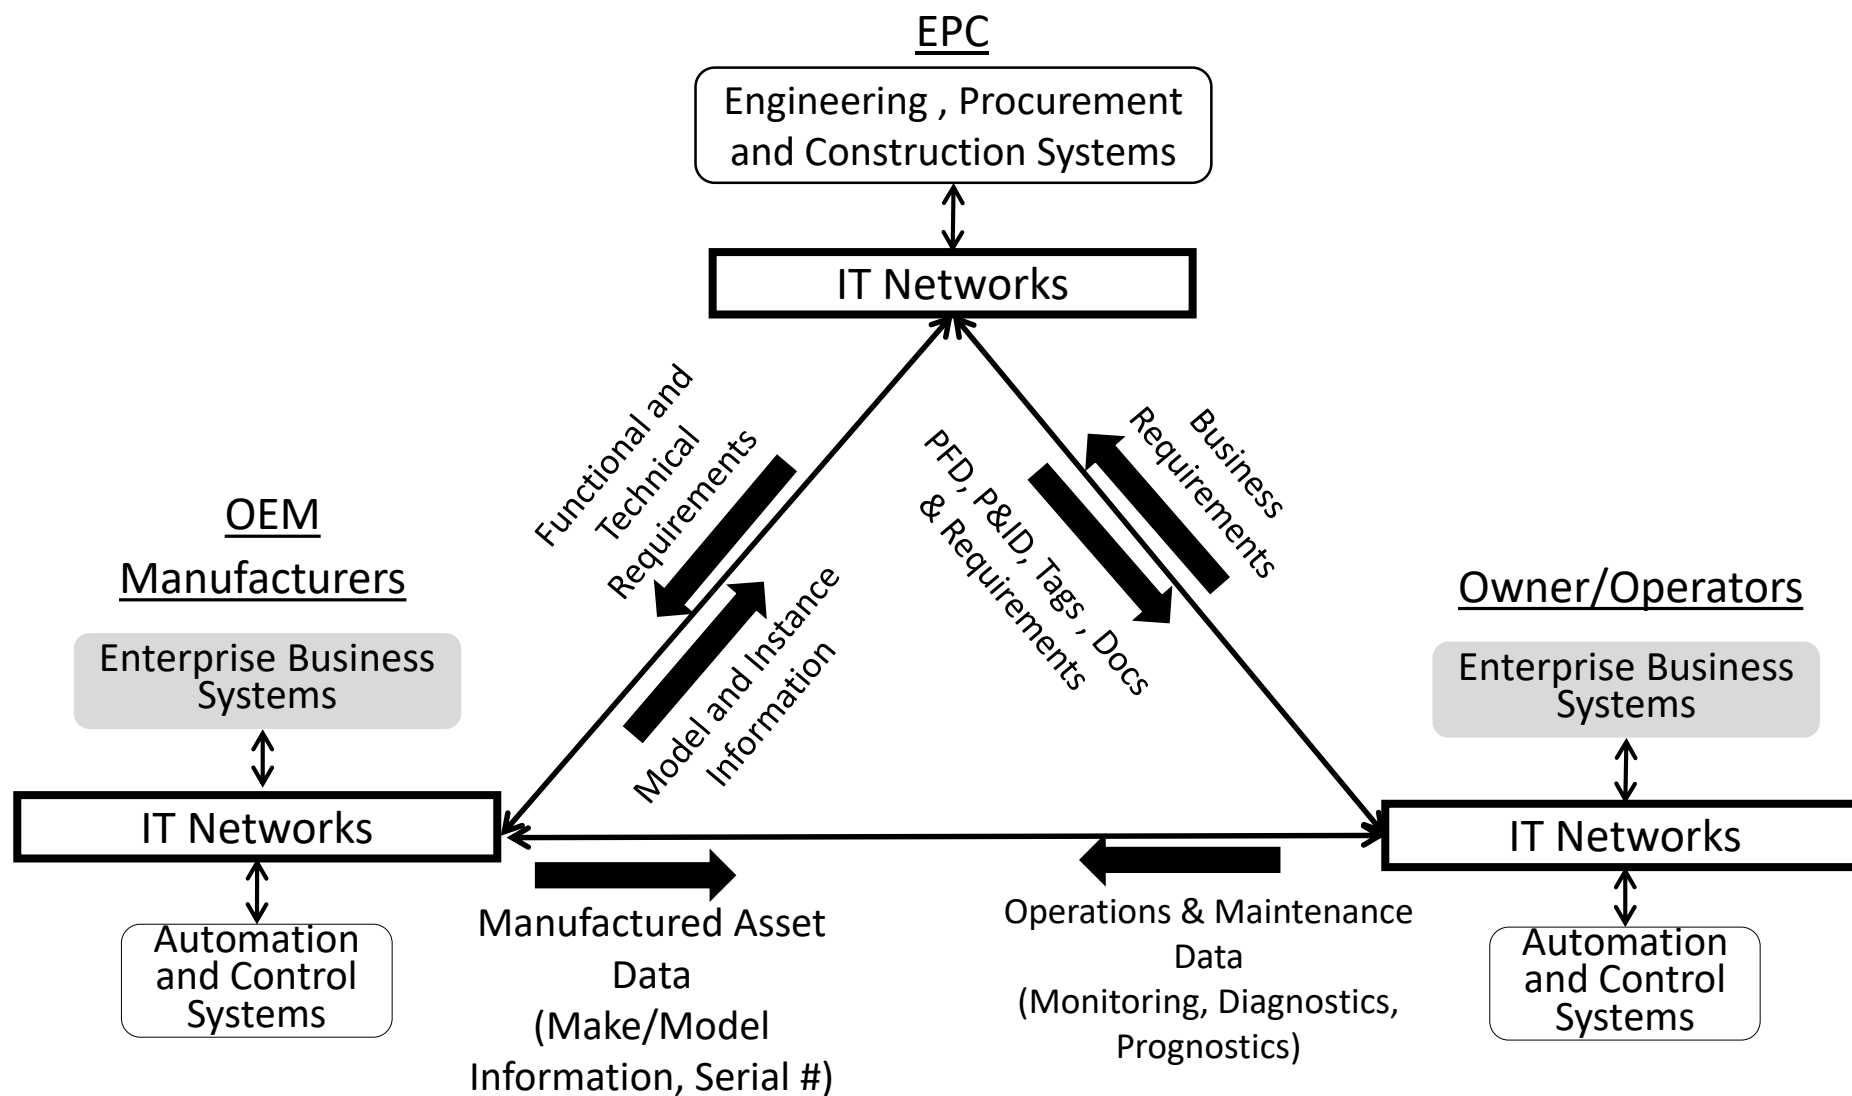 EPC
Engineering , Procurement
and Construction Systems
IT Networks
Functional and
Technical
Requirements
Model and Instance
Information
PFD, P&ID, Tags , Docs
& Requirements
Business
Requirements
OEM
Manufacturers
Enterprise Business
Systems
IT Networks
Automation
and Control
Systems
Owner/Operators
Enterprise Business
Systems
IT Networks
Automation
and Control
Systems
Manufactured Asset
Data
(Make/Model
Information, Serial #)
Operations & Maintenance
Data
(Monitoring, Diagnostics,
Prognostics)